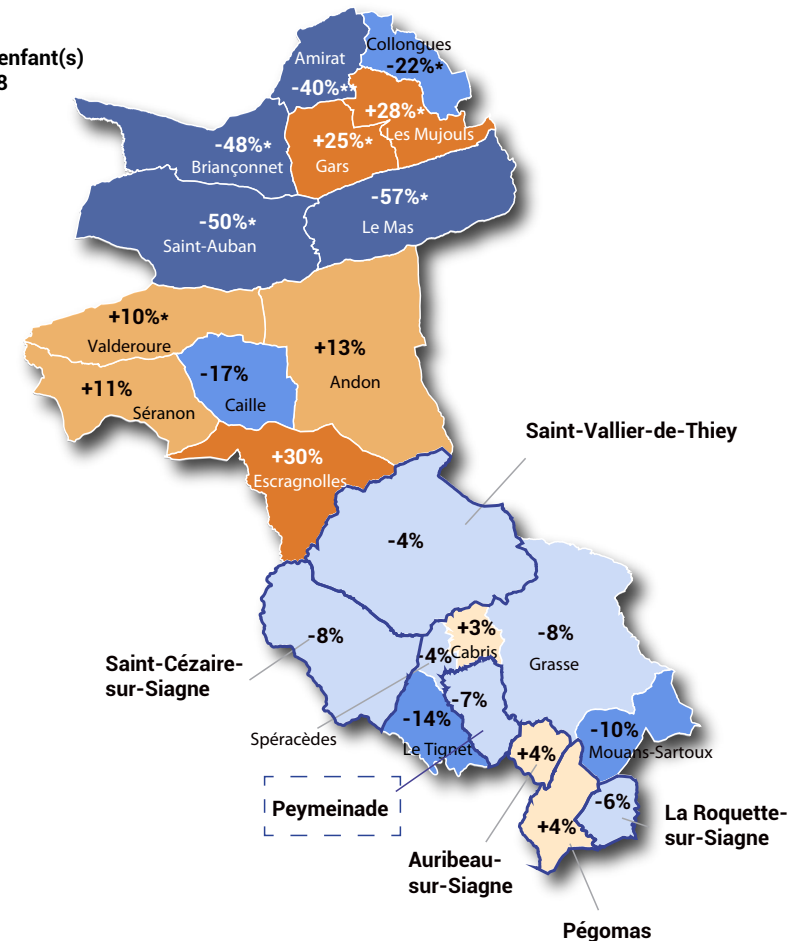 enfant(s)
8
Collongues
-22%*
Amirat
-40%**
+28%*
Les Mujouls
+25%*
Gars
-48%*
Briançonnet
-57%*
Le Mas
-50%*
Saint-Auban
+10%*
Valderoure
+13%
Andon
-17%
Caille
+11%
Séranon
+30%
Escragnolles
Saint-Vallier-de-Thiey
-4%
-8%
Saint-Cézaire-
sur-Siagne
+3%
Cabris
-4%
Spéracèdes
-8%
Grasse
-7%
Peymeinade
-14%
Le Tignet
-10%
Mouans-Sartoux
+4%
Auribeau-
sur-Siagne
+4%
Pégomas
-6%
La Roquette-
sur-Siagne